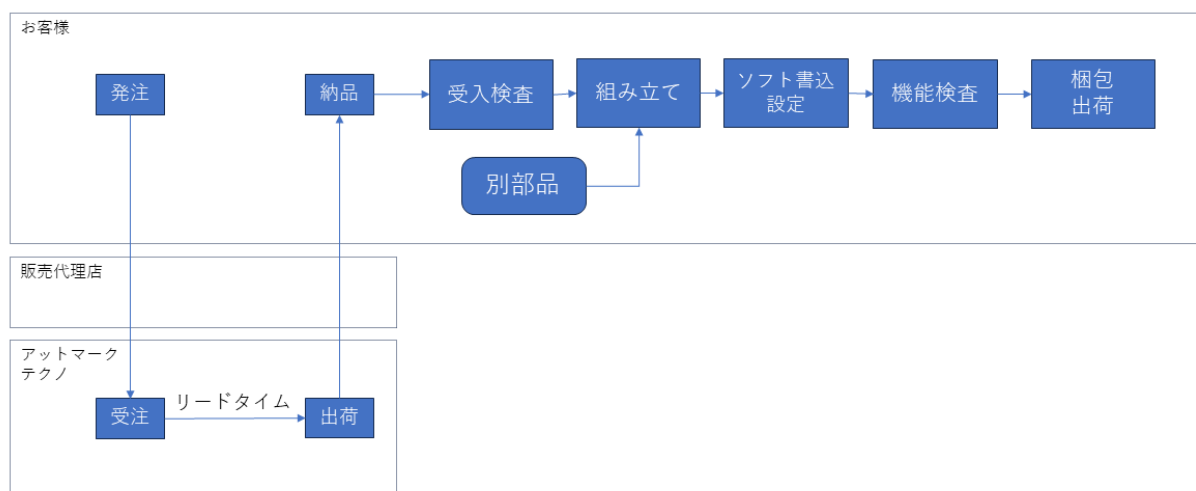 お客様
発注
納品
受入検査
組み立て
ソフト書込
設定
機能検査
梱包
出荷
別部品
販売代理店
アットマーク
テクノ
受注
リードタイム
出荷